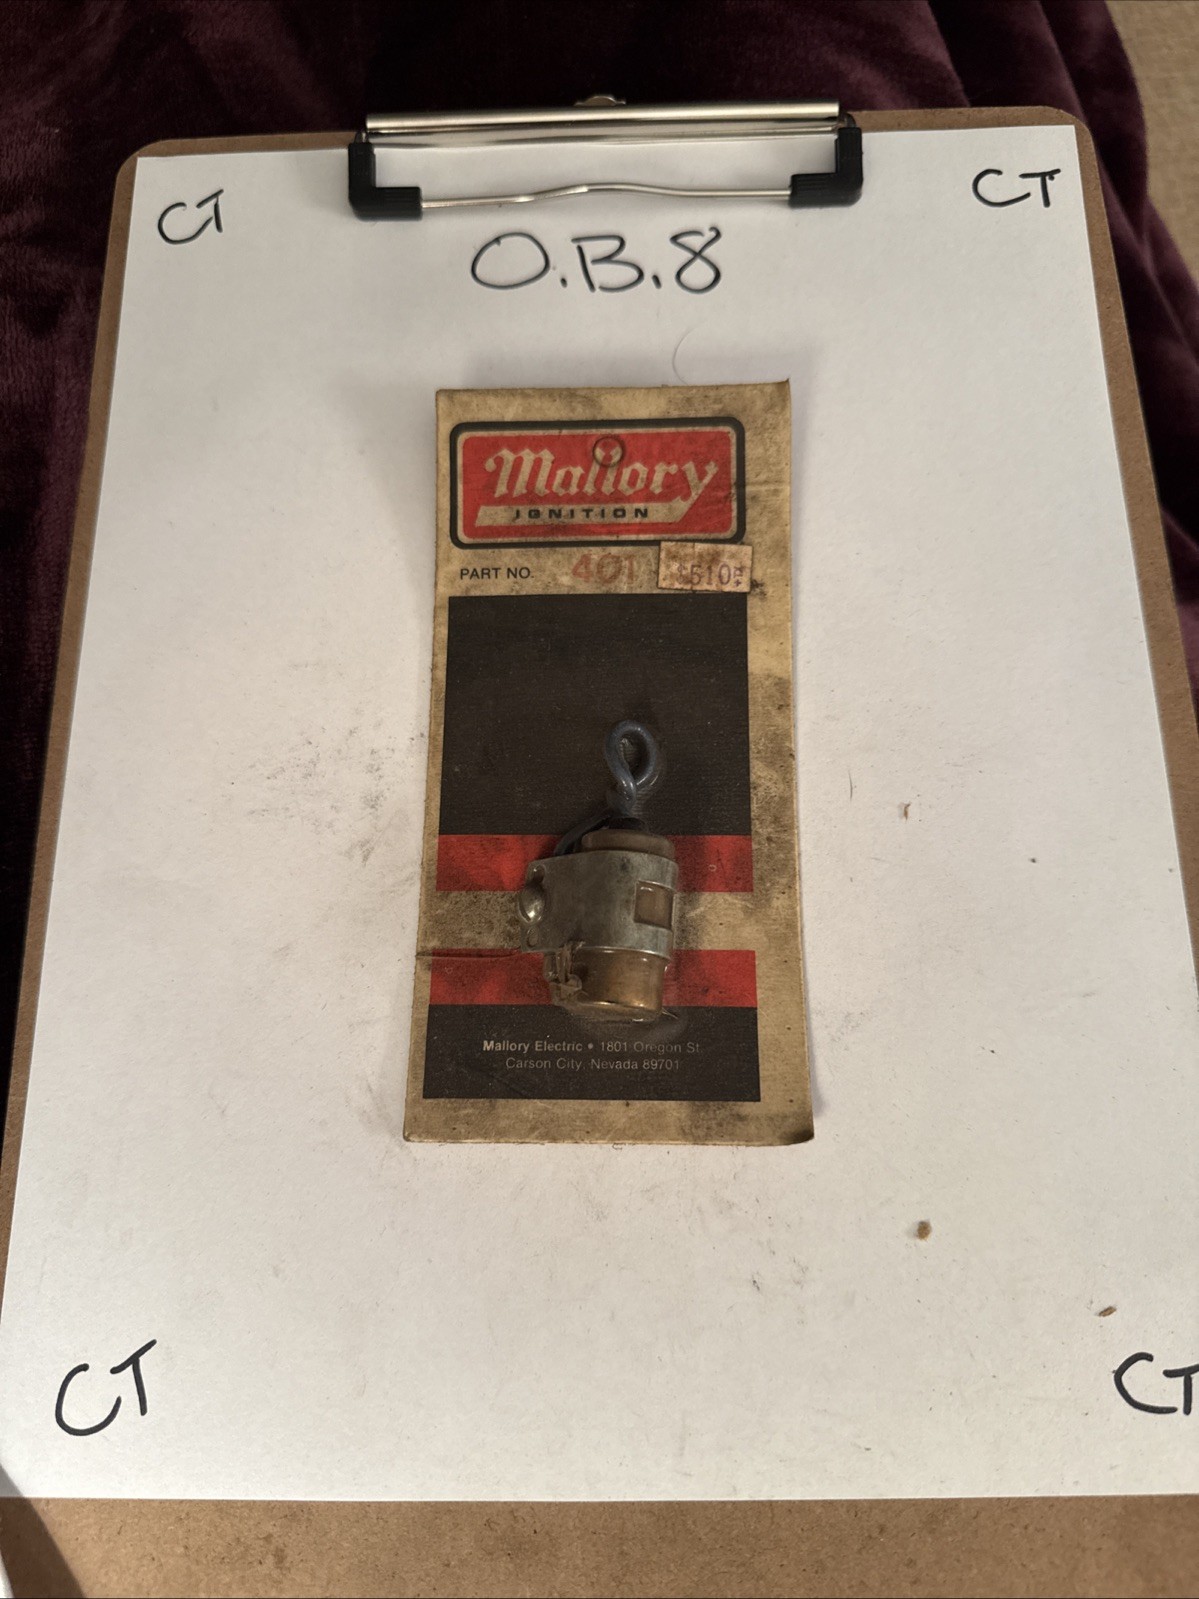 CT
CT
O.B.8
Mallory
IGNITION
PART NO. 401
Mallory Electric • 1801 Oregon St.
Carson City, Nevada 89701
CT
CT